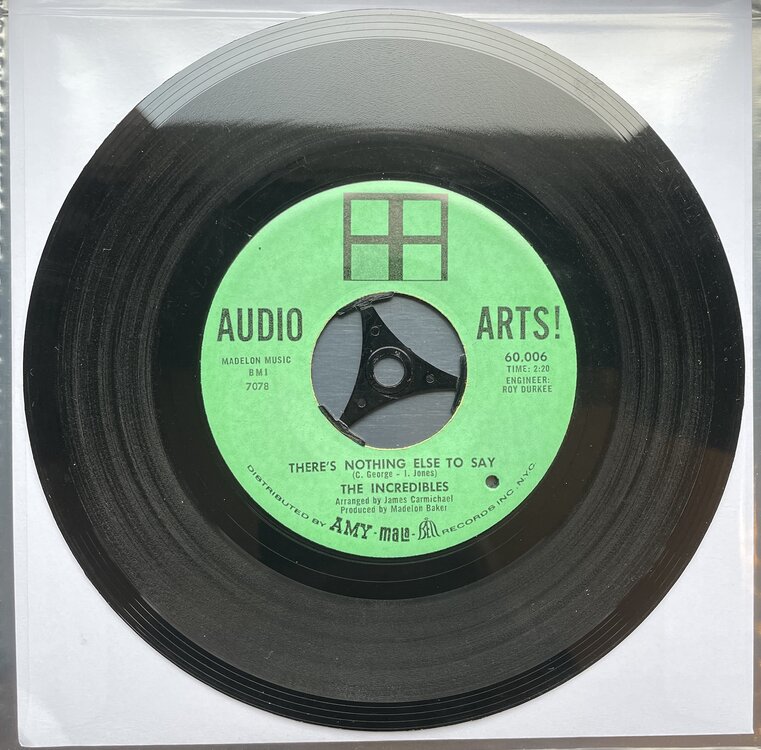 AUDIO ARTS!
MADELON MUSIC
BMI
7078
60.006
TIME: 2:20
ENGINEER:
ROY DURKEE
THERE'S NOTHING ELSE TO SAY
(C. George - I. Jones)
THE INCREDIBLES
Arranged by James Carmichael
Produced by Madelon Baker
DISTRIBUTED BY AMY - mala - BELL RECORDS INC. N.Y.C.